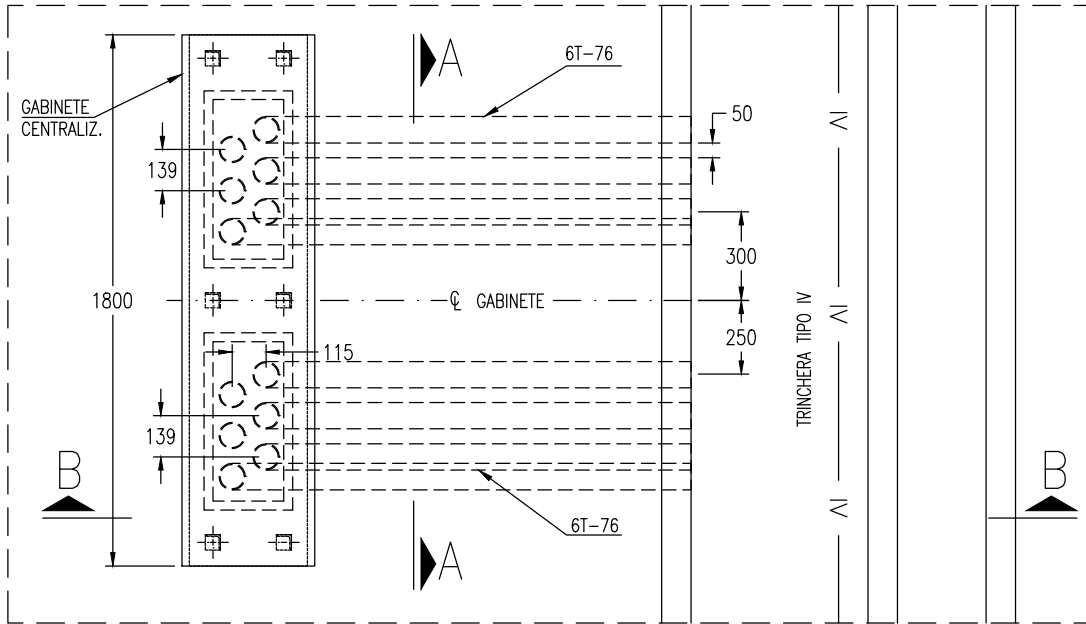 A
6T-76
GABINETE
CENTRALIZ.
50
IV
139
300
1800
℄ GABINETE
IV
250
TRINCHERA TIPO IV
115
139
B
B
IV
6T-76
A